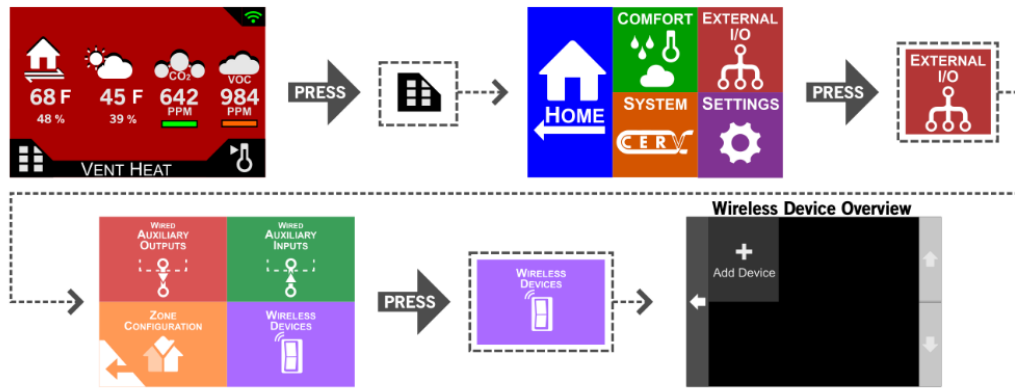 68 F
48 %
45 F
39 %
CO₂
642
PPM
VOC
984
PPM
VENT HEAT
PRESS
HOME
COMFORT
EXTERNAL
I/O
SYSTEM
CERV
SETTINGS
PRESS
EXTERNAL
I/O
WIRED
AUXILIARY
OUTPUTS
WIRED
AUXILIARY
INPUTS
ZONE
CONFIGURATION
WIRELESS
DEVICES
PRESS
WIRELESS
DEVICES
Wireless Device Overview
+
Add Device